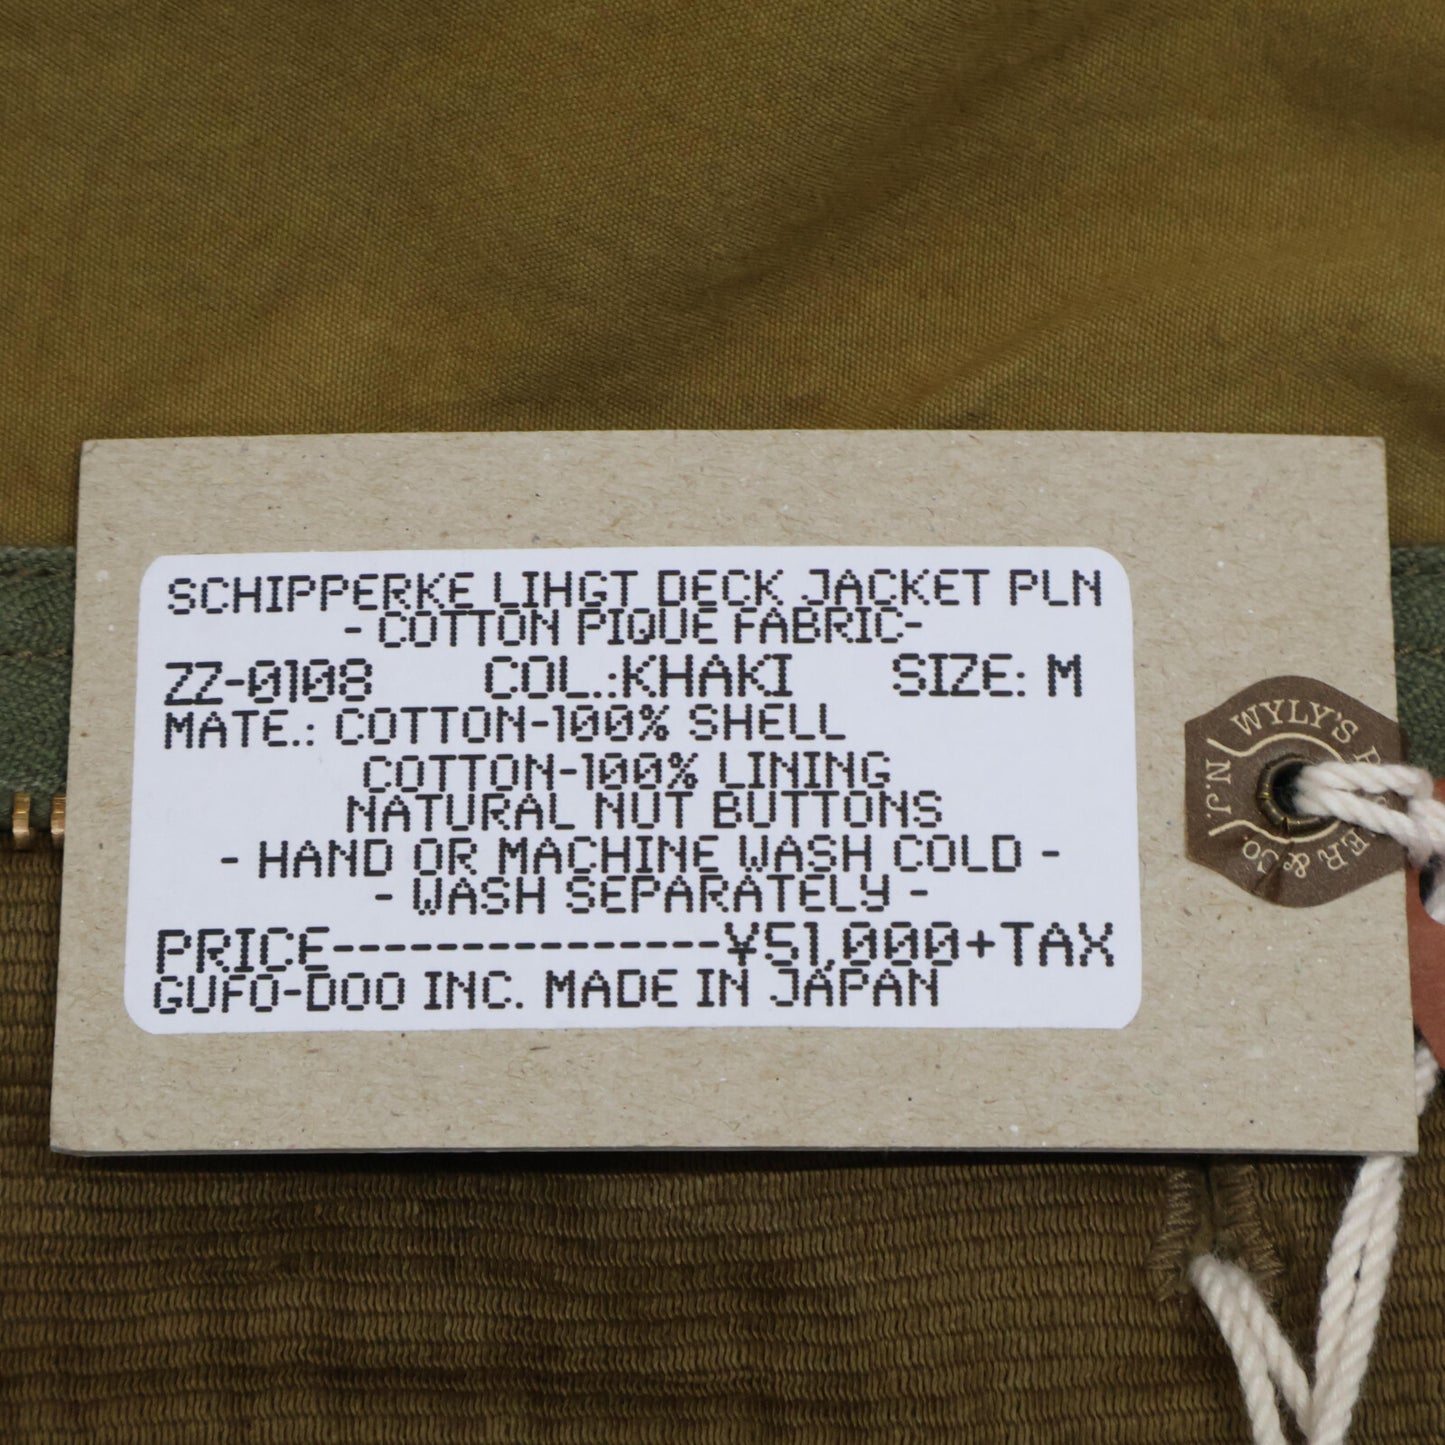 SCHIPPERKE LIHGT DECK JACKET PLN
- COTTON PIQUE FABRIC-
ZZ-0108 COL.:KHAKI SIZE: M
MATE.: COTTON-100% SHELL
COTTON-100% LINING
NATURAL NUT BUTTONS
- HAND OR MACHINE WASH COLD -
- WASH SEPARATELY -
PRICE----------------¥51,000+TAX
GUFO-DOO INC. MADE IN JAPAN
WYLY'S
& CO
N.J.